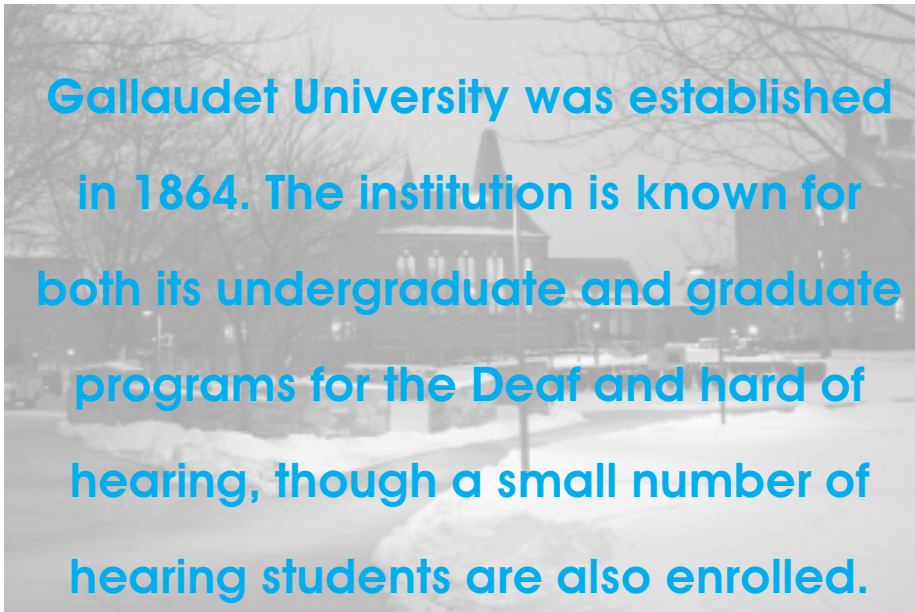 Gallaudet University was established
in 1864. The institution is known for
both its undergraduate and graduate
programs for the Deaf and hard of
hearing, though a small number of
hearing students are also enrolled.